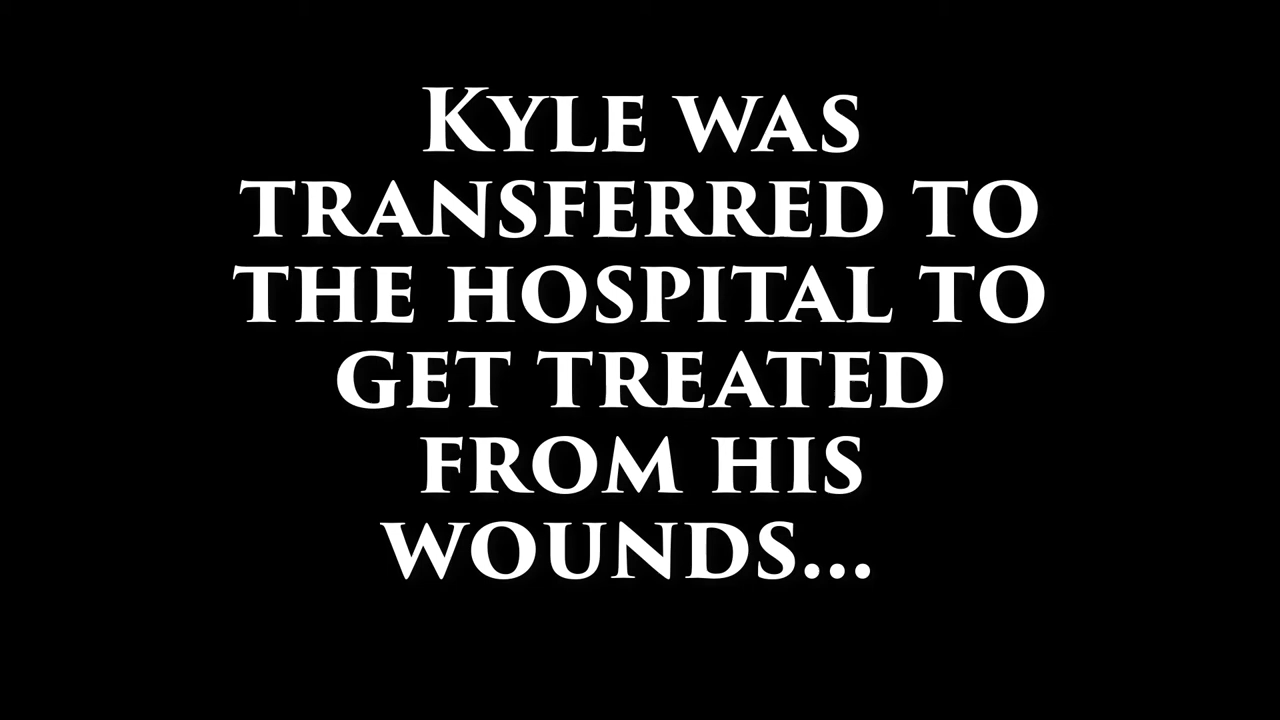 Kyle was
transferred to
the hospital to
get treated
from his
wounds...